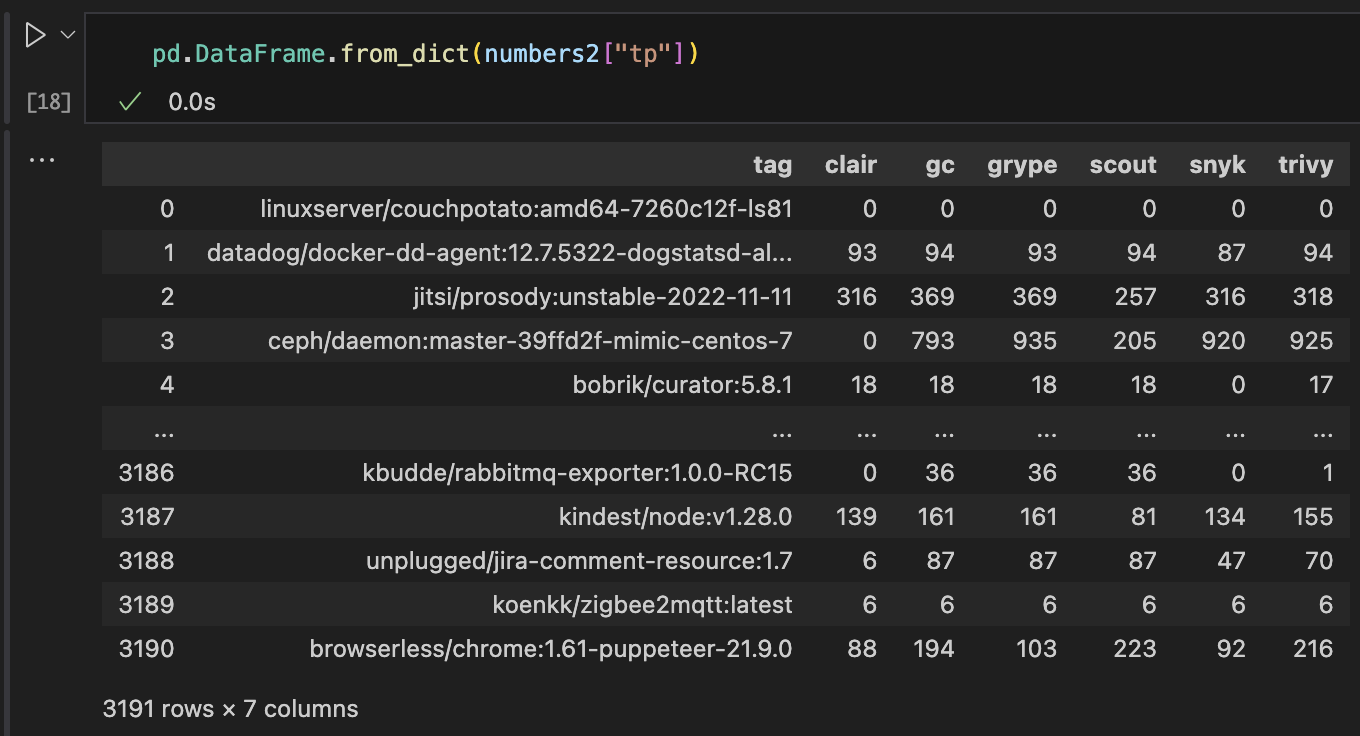 pd.DataFrame.from_dict(numbers2["tp"])
[18] ✓ 0.0s
...
tag clair gc grype scout snyk trivy
0 linuxserver/couchpotato:amd64-7260c12f-ls81 0 0 0 0 0 0
1 datadog/docker-dd-agent:12.7.5322-dogstatsd-al... 93 94 93 94 87 94
2 jitsi/prosody:unstable-2022-11-11 316 369 369 257 316 318
3 ceph/daemon:master-39ffd2f-mimic-centos-7 0 793 935 205 920 925
4 bobrik/curator:5.8.1 18 18 18 18 0 17
... ... ... ... ... ... ... ...
3186 kbudde/rabbitmq-exporter:1.0.0-RC15 0 36 36 36 0 1
3187 kindest/node:v1.28.0 139 161 161 81 134 155
3188 unplugged/jira-comment-resource:1.7 6 87 87 87 47 70
3189 koenkk/zigbee2mqtt:latest 6 6 6 6 6 6
3190 browserless/chrome:1.61-puppeteer-21.9.0 88 194 103 223 92 216
3191 rows × 7 columns